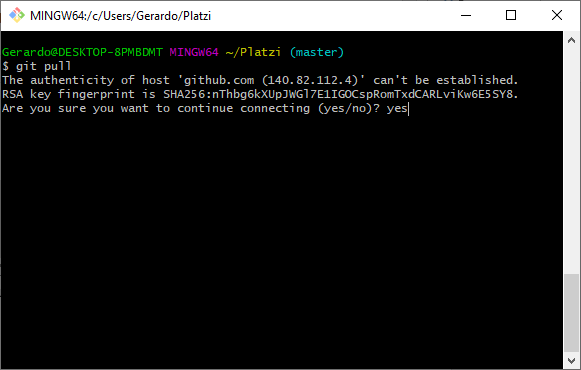 MINGW64:/c/Users/Gerardo/Platzi
Gerardo@DESKTOP-8PMBDMT MINGW64 ~/Platzi (master)
$ git pull
The authenticity of host 'github.com (140.82.112.4)' can't be established.
RSA key fingerprint is SHA256:nThbg6kXUpJWGl7E1IGOCspRomTxdCARLviKw6E5SY8.
Are you sure you want to continue connecting (yes/no)? yes